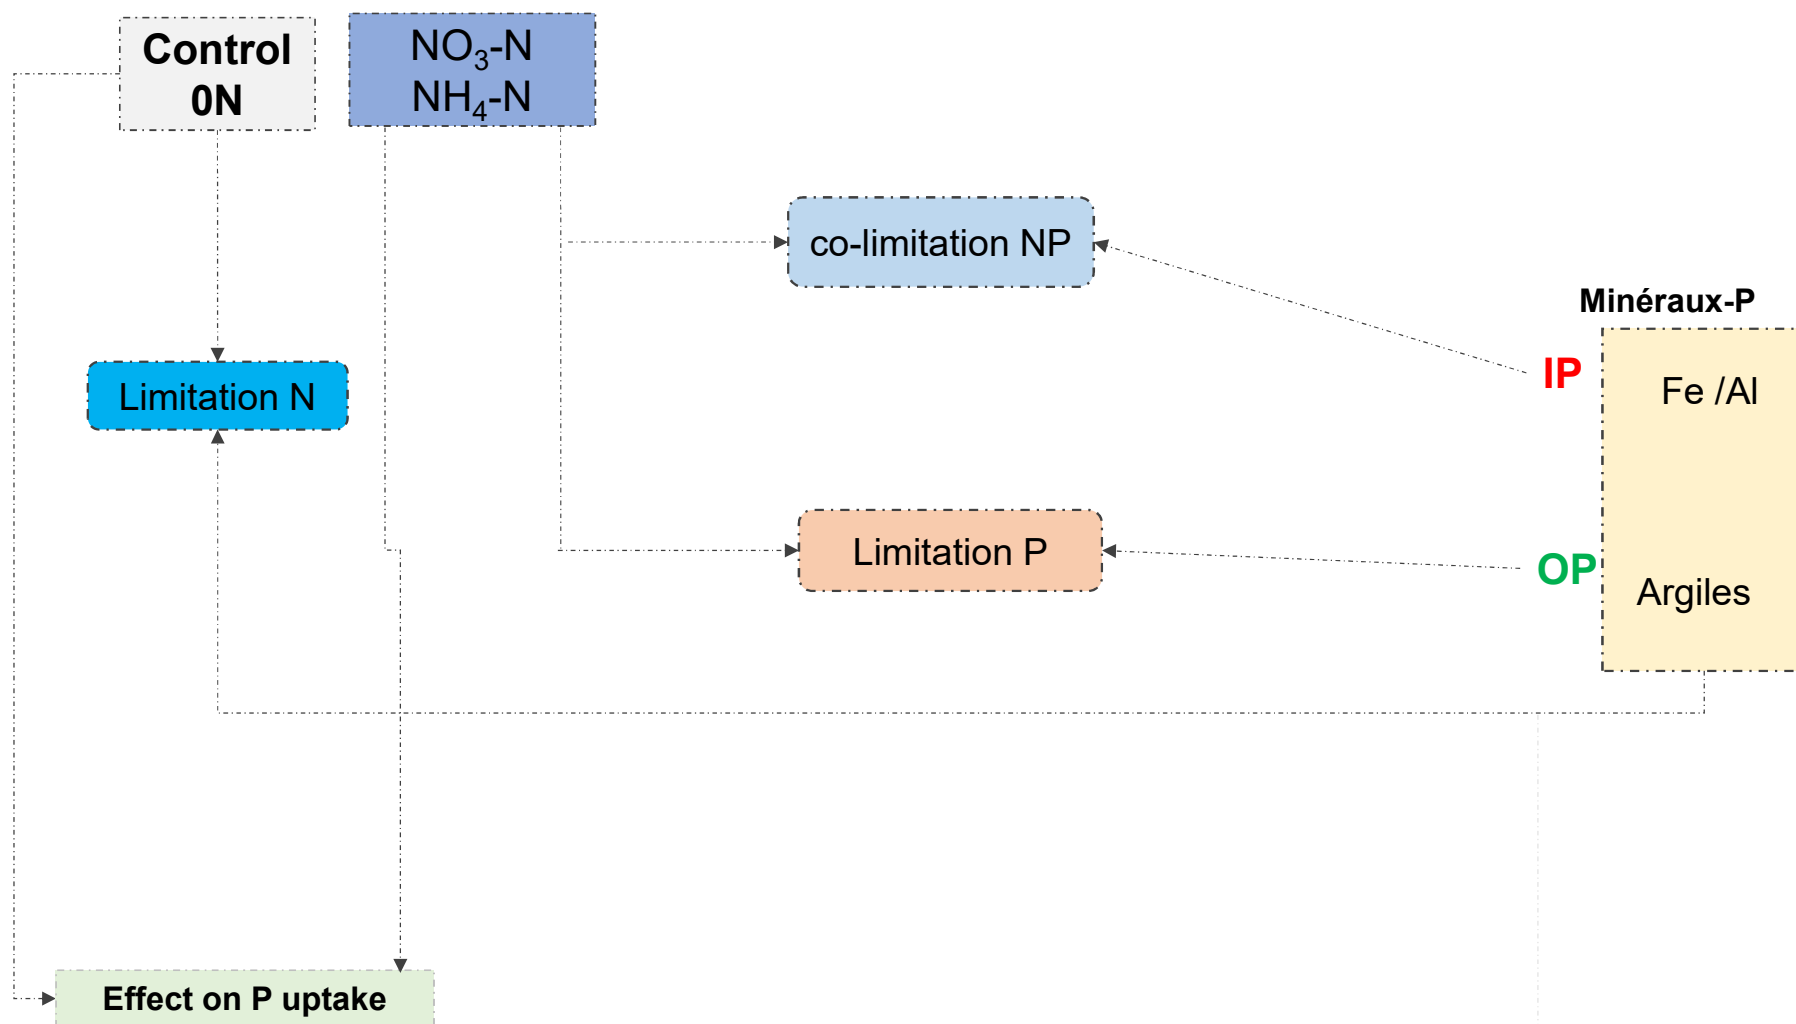 Control
0N
NO₃-N
NH₄-N
co-limitation NP
Minéraux-P
IP
Fe /Al
Limitation N
Limitation P
OP
Argiles
Effect on P uptake